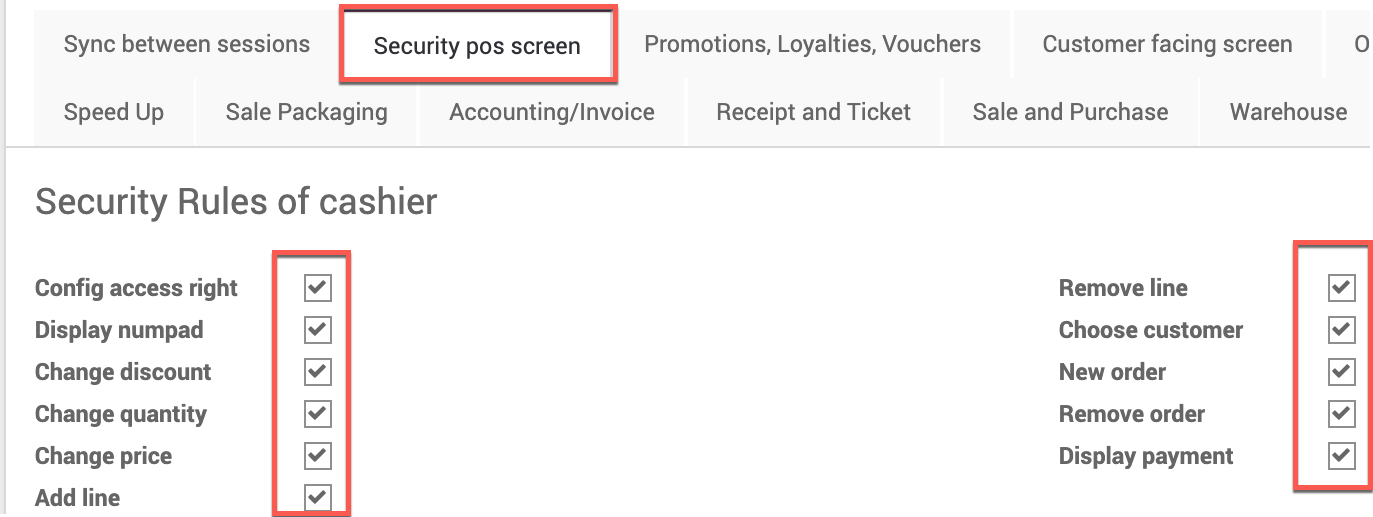 Sync between sessions Security pos screen Promotions, Loyalties, Vouchers Customer facing screen
Speed Up Sale Packaging Accounting/Invoice Receipt and Ticket Sale and Purchase Warehouse
Security Rules of cashier
Config access right Remove line
Display numpad Choose customer
Change discount New order
Change quantity Remove order
Change price Display payment
Add line